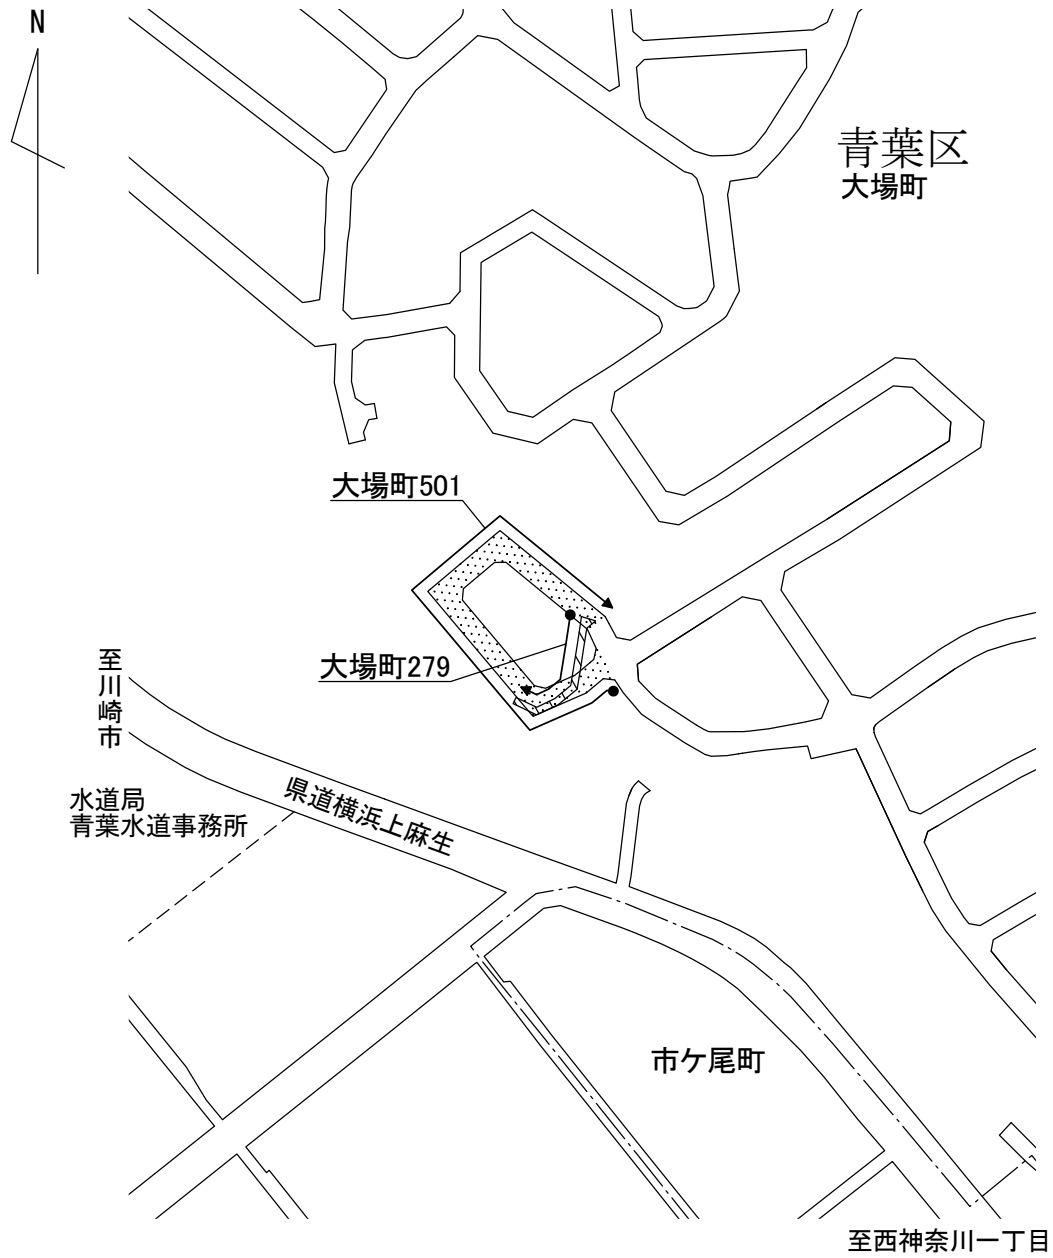 N
青葉区
大場町
大場町501
大場町279
至川崎市
水道局
青葉水道事務所
県道横浜上麻生
市ケ尾町
至西神奈川一丁目